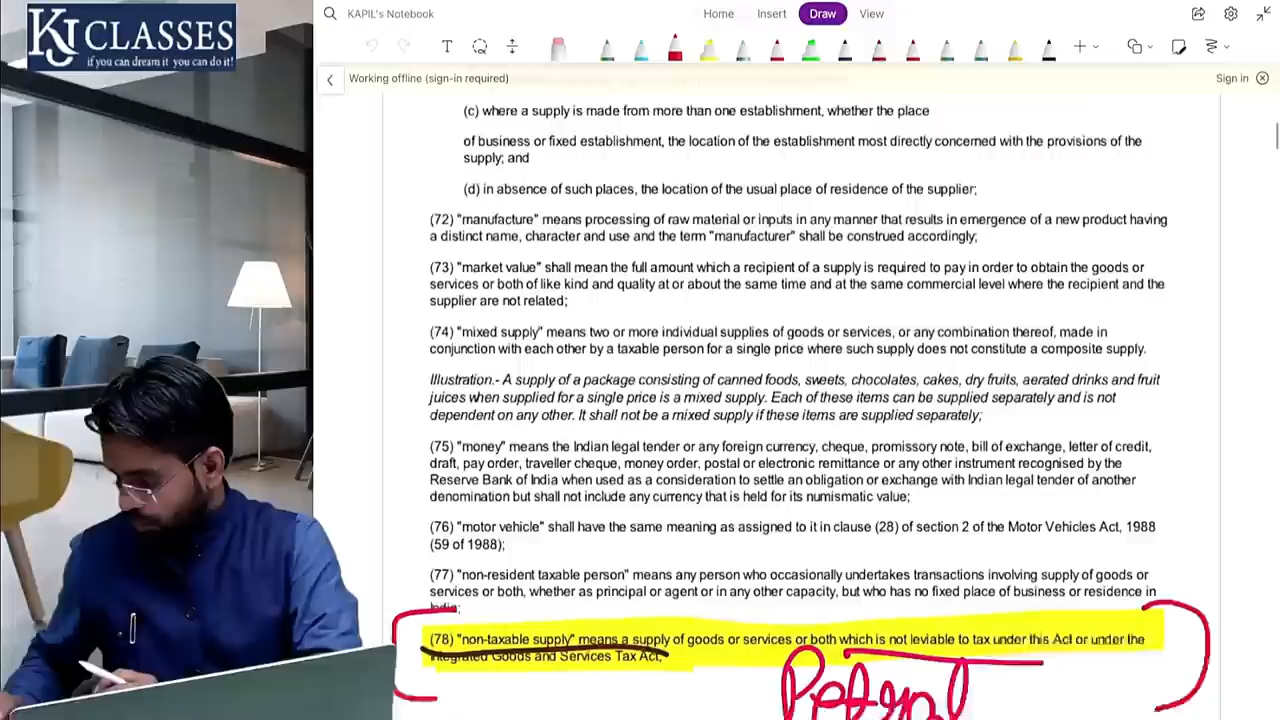 KJ CLASSES
if you can dream it you can do it!
KAPIL's Notebook
Home Insert Draw View
Working offline (sign-in required)
Sign in
(c) where a supply is made from more than one establishment, whether the place
of business or fixed establishment, the location of the establishment most directly concerned with the provisions of the
supply; and
(d) in absence of such places, the location of the usual place of residence of the supplier;
(72) "manufacture" means processing of raw material or inputs in any manner that results in emergence of a new product having
a distinct name, character and use and the term "manufacturer" shall be construed accordingly;
(73) "market value" shall mean the full amount which a recipient of a supply is required to pay in order to obtain the goods or
services or both of like kind and quality at or about the same time and at the same commercial level where the recipient and the
supplier are not related;
(74) "mixed supply" means two or more individual supplies of goods or services, or any combination thereof, made in
conjunction with each other by a taxable person for a single price where such supply does not constitute a composite supply.
Illustration.- A supply of a package consisting of canned foods, sweets, chocolates, cakes, dry fruits, aerated drinks and fruit
juices when supplied for a single price is a mixed supply. Each of these items can be supplied separately and is not
dependent on any other. It shall not be a mixed supply if these items are supplied separately;
(75) "money" means the Indian legal tender or any foreign currency, cheque, promissory note, bill of exchange, letter of credit,
draft, pay order, traveller cheque, money order, postal or electronic remittance or any other instrument recognised by the
Reserve Bank of India when used as a consideration to settle an obligation or exchange with Indian legal tender of another
denomination but shall not include any currency that is held for its numismatic value;
(76) "motor vehicle" shall have the same meaning as assigned to it in clause (28) of section 2 of the Motor Vehicles Act, 1988
(59 of 1988);
(77) "non-resident taxable person" means any person who occasionally undertakes transactions involving supply of goods or
services or both, whether as principal or agent or in any other capacity, but who has no fixed place of business or residence in
India;
(78) "non-taxable supply" means a supply of goods or services or both which is not leviable to tax under this Act or under the
Integrated Goods and Services Tax Act;